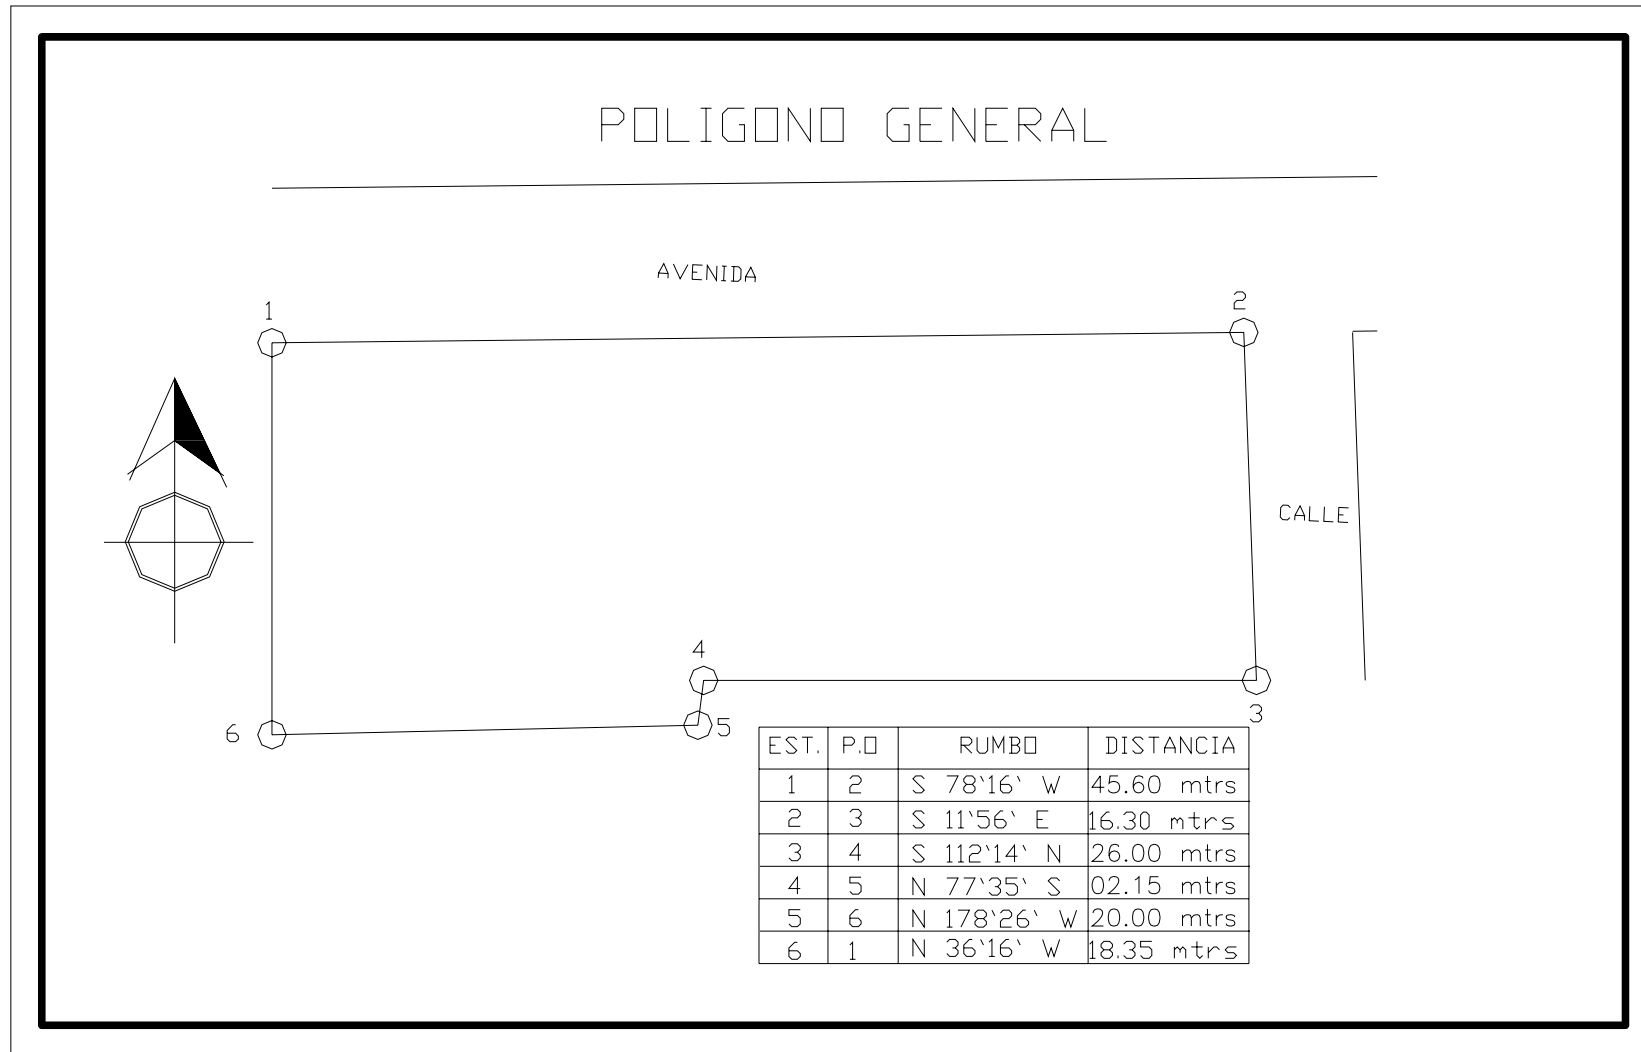 POLIGONO GENERAL
AVENIDA
1
2
CALLE
4
3
6
5
EST. P.O RUMBO DISTANCIA
1 2 S 78'16' W 45.60 mtrs
2 3 S 11'56' E 16.30 mtrs
3 4 S 112'14' N 26.00 mtrs
4 5 N 77'35' S 02.15 mtrs
5 6 N 178'26' W 20.00 mtrs
6 1 N 36'16' W 18.35 mtrs